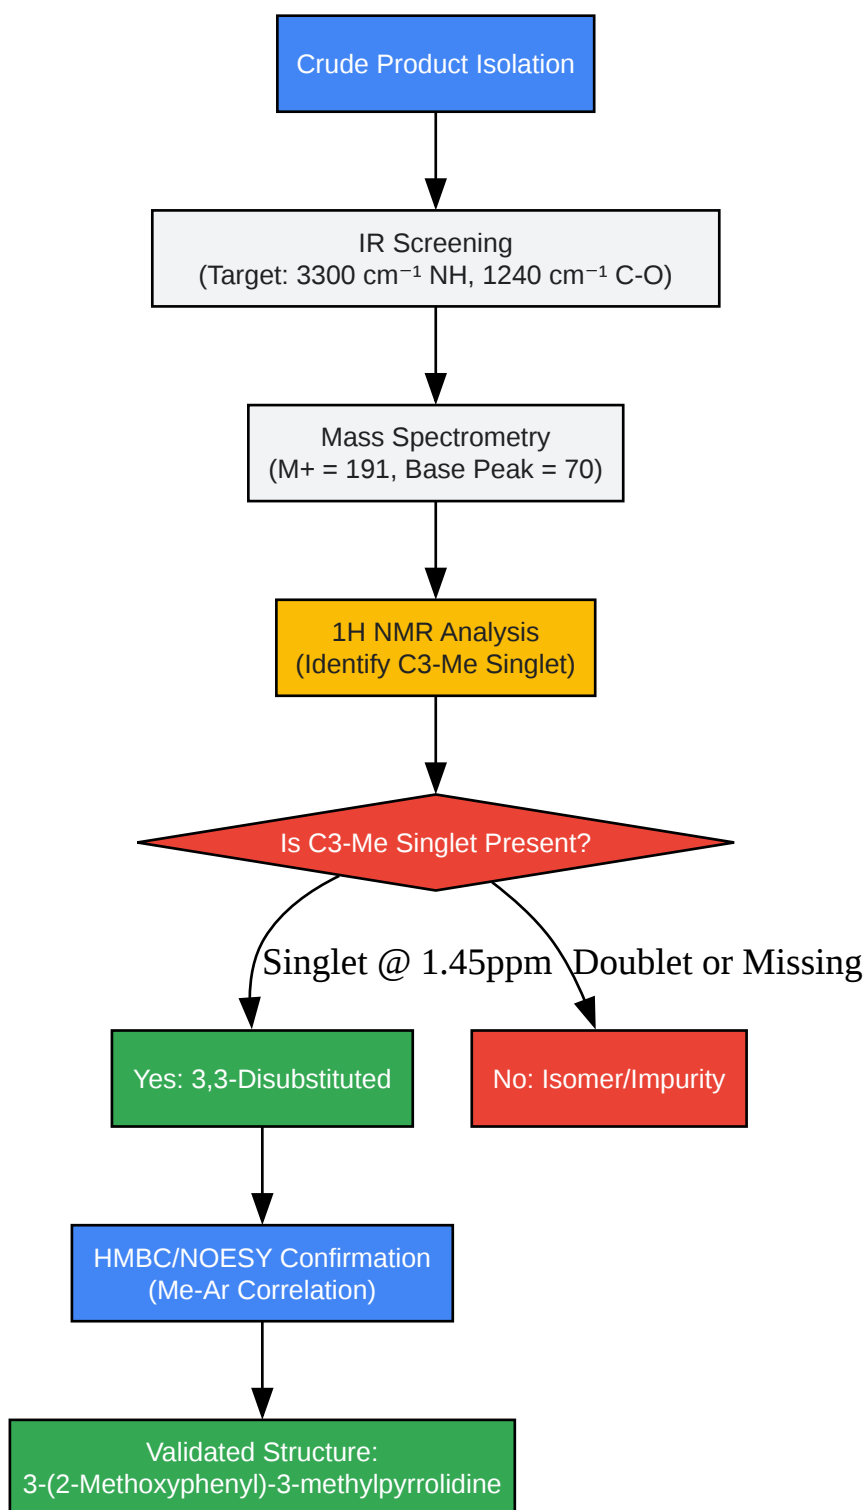 Crude Product Isolation
IR Screening
(Target: 3300 cm⁻¹ NH, 1240 cm⁻¹ C-O)
Mass Spectrometry
(M+ = 191, Base Peak = 70)
1H NMR Analysis
(Identify C3-Me Singlet)
Is C3-Me Singlet Present?
Singlet @ 1.45ppm
Doublet or Missing
Yes: 3,3-Disubstituted
No: Isomer/Impurity
HMBC/NOESY Confirmation
(Me-Ar Correlation)
Validated Structure:
3-(2-Methoxyphenyl)-3-methylpyrrolidine